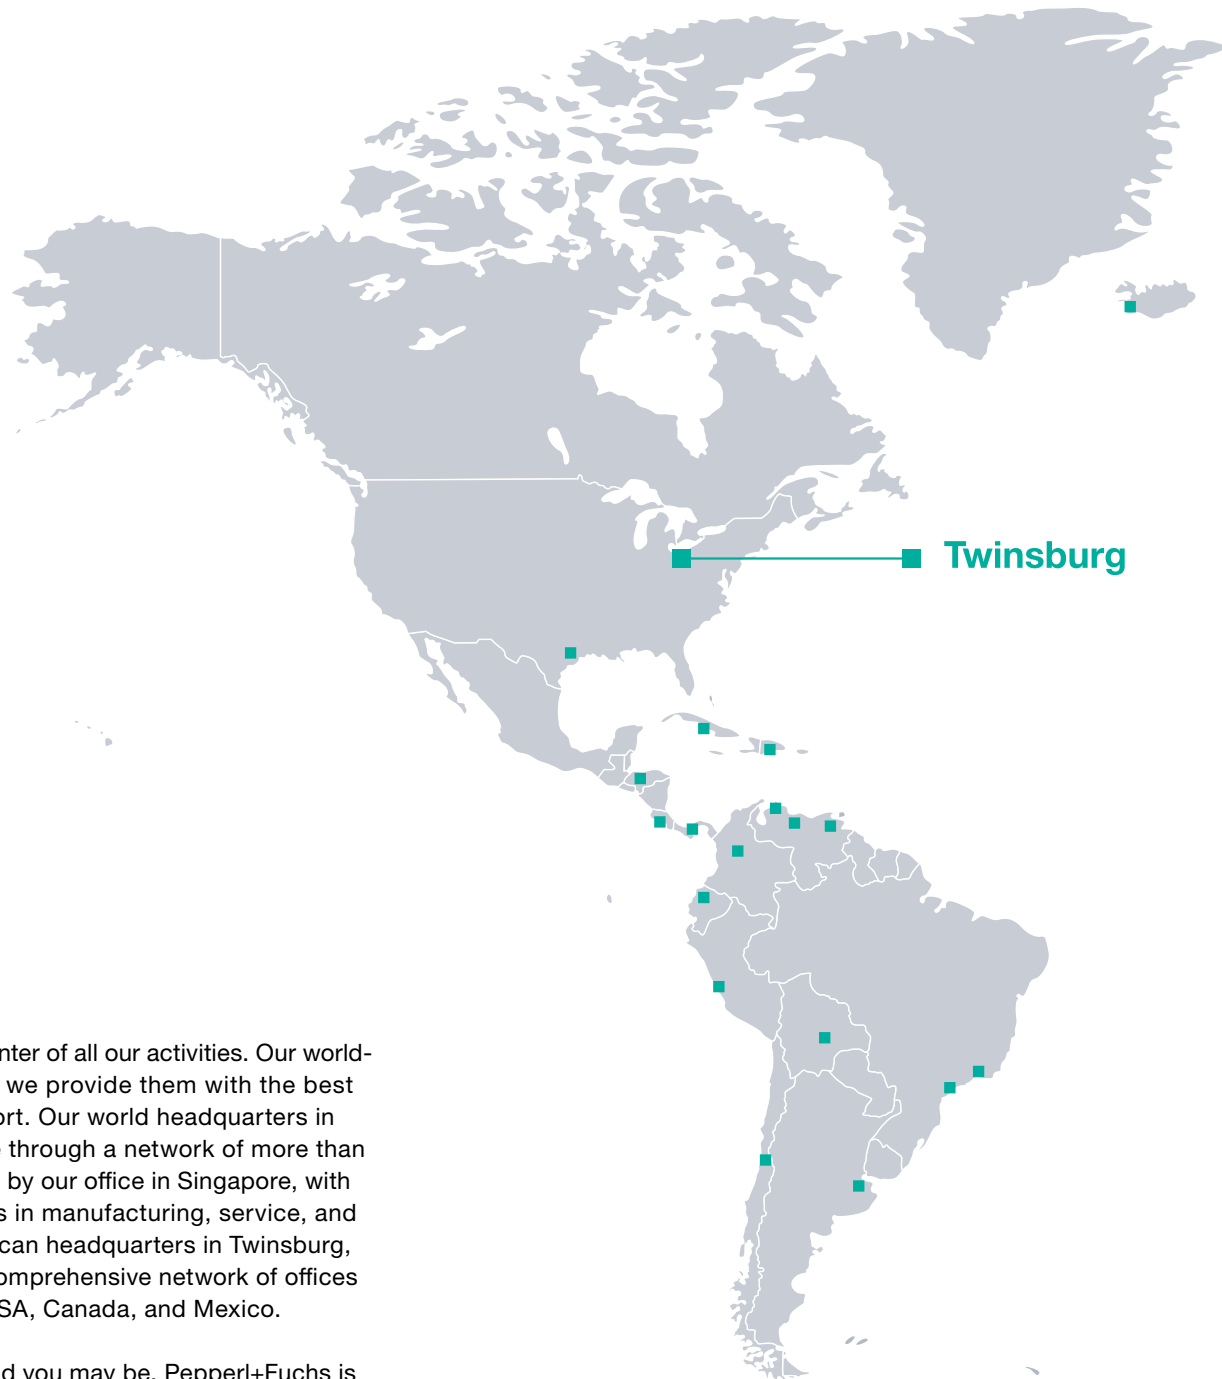 Twinsburg
nter of all our activities. Our world-
we provide them with the best
ort. Our world headquarters in
through a network of more than
by our office in Singapore, with
s in manufacturing, service, and
can headquarters in Twinsburg,
omprehensive network of offices
SA, Canada, and Mexico.
d you may be, Pepperl+Fuchs is